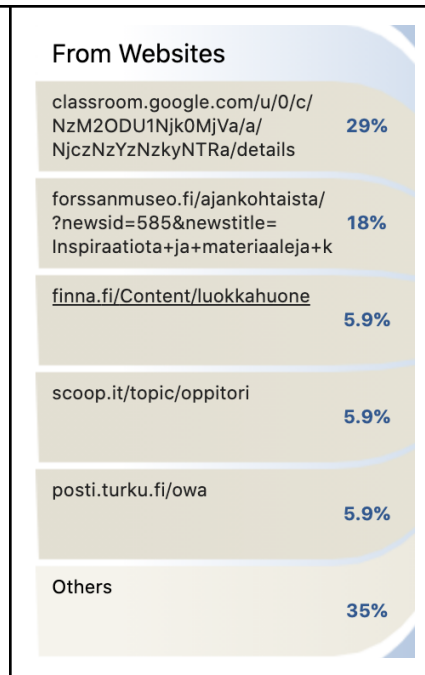 From Websites
classroom.google.com/u/0/c/
NzM2ODU1Njk0MjVa/a/
NjczNzYzNzkyNTRa/details
29%
forssanmuseo.fi/ajankohtaista/
?newsid=585&newstitle=
Inspiraatiota+ja+materiaaleja+k
18%
finna.fi/Content/luokkahuone
5.9%
scoop.it/topic/oppitori
5.9%
posti.turku.fi/owa
5.9%
Others
35%